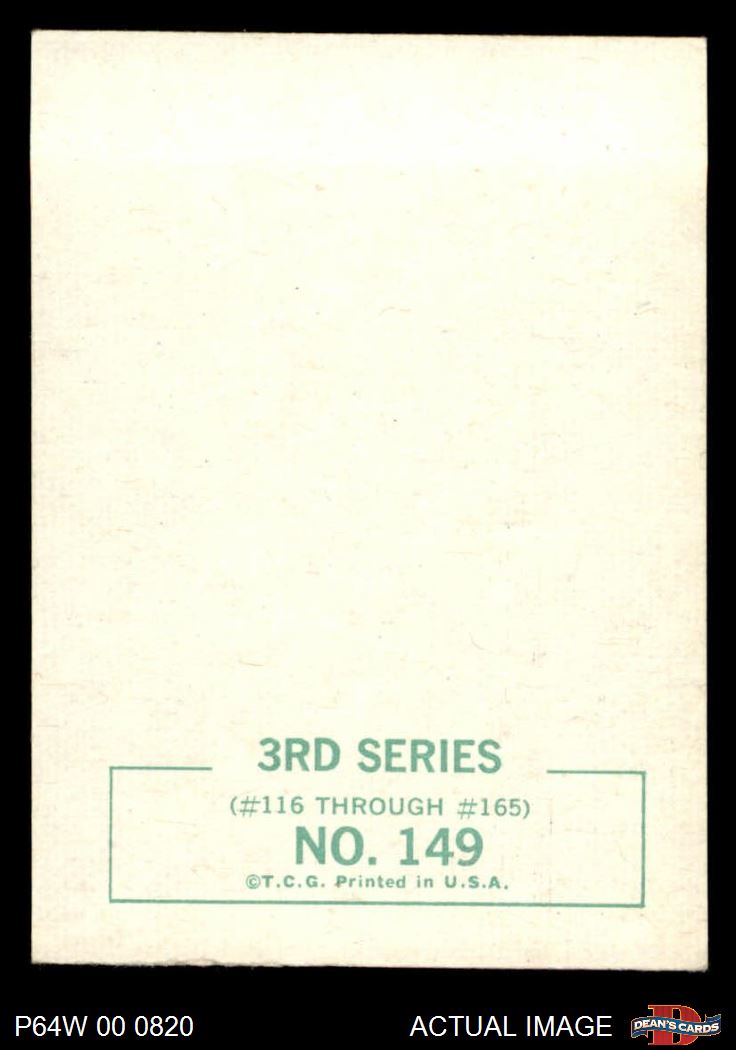 3RD SERIES
(#116 THROUGH #165)
NO. 149
©T.C.G. Printed in U.S.A.
P64W 00 0820
ACTUAL IMAGE
D
DEAN'S CARDS